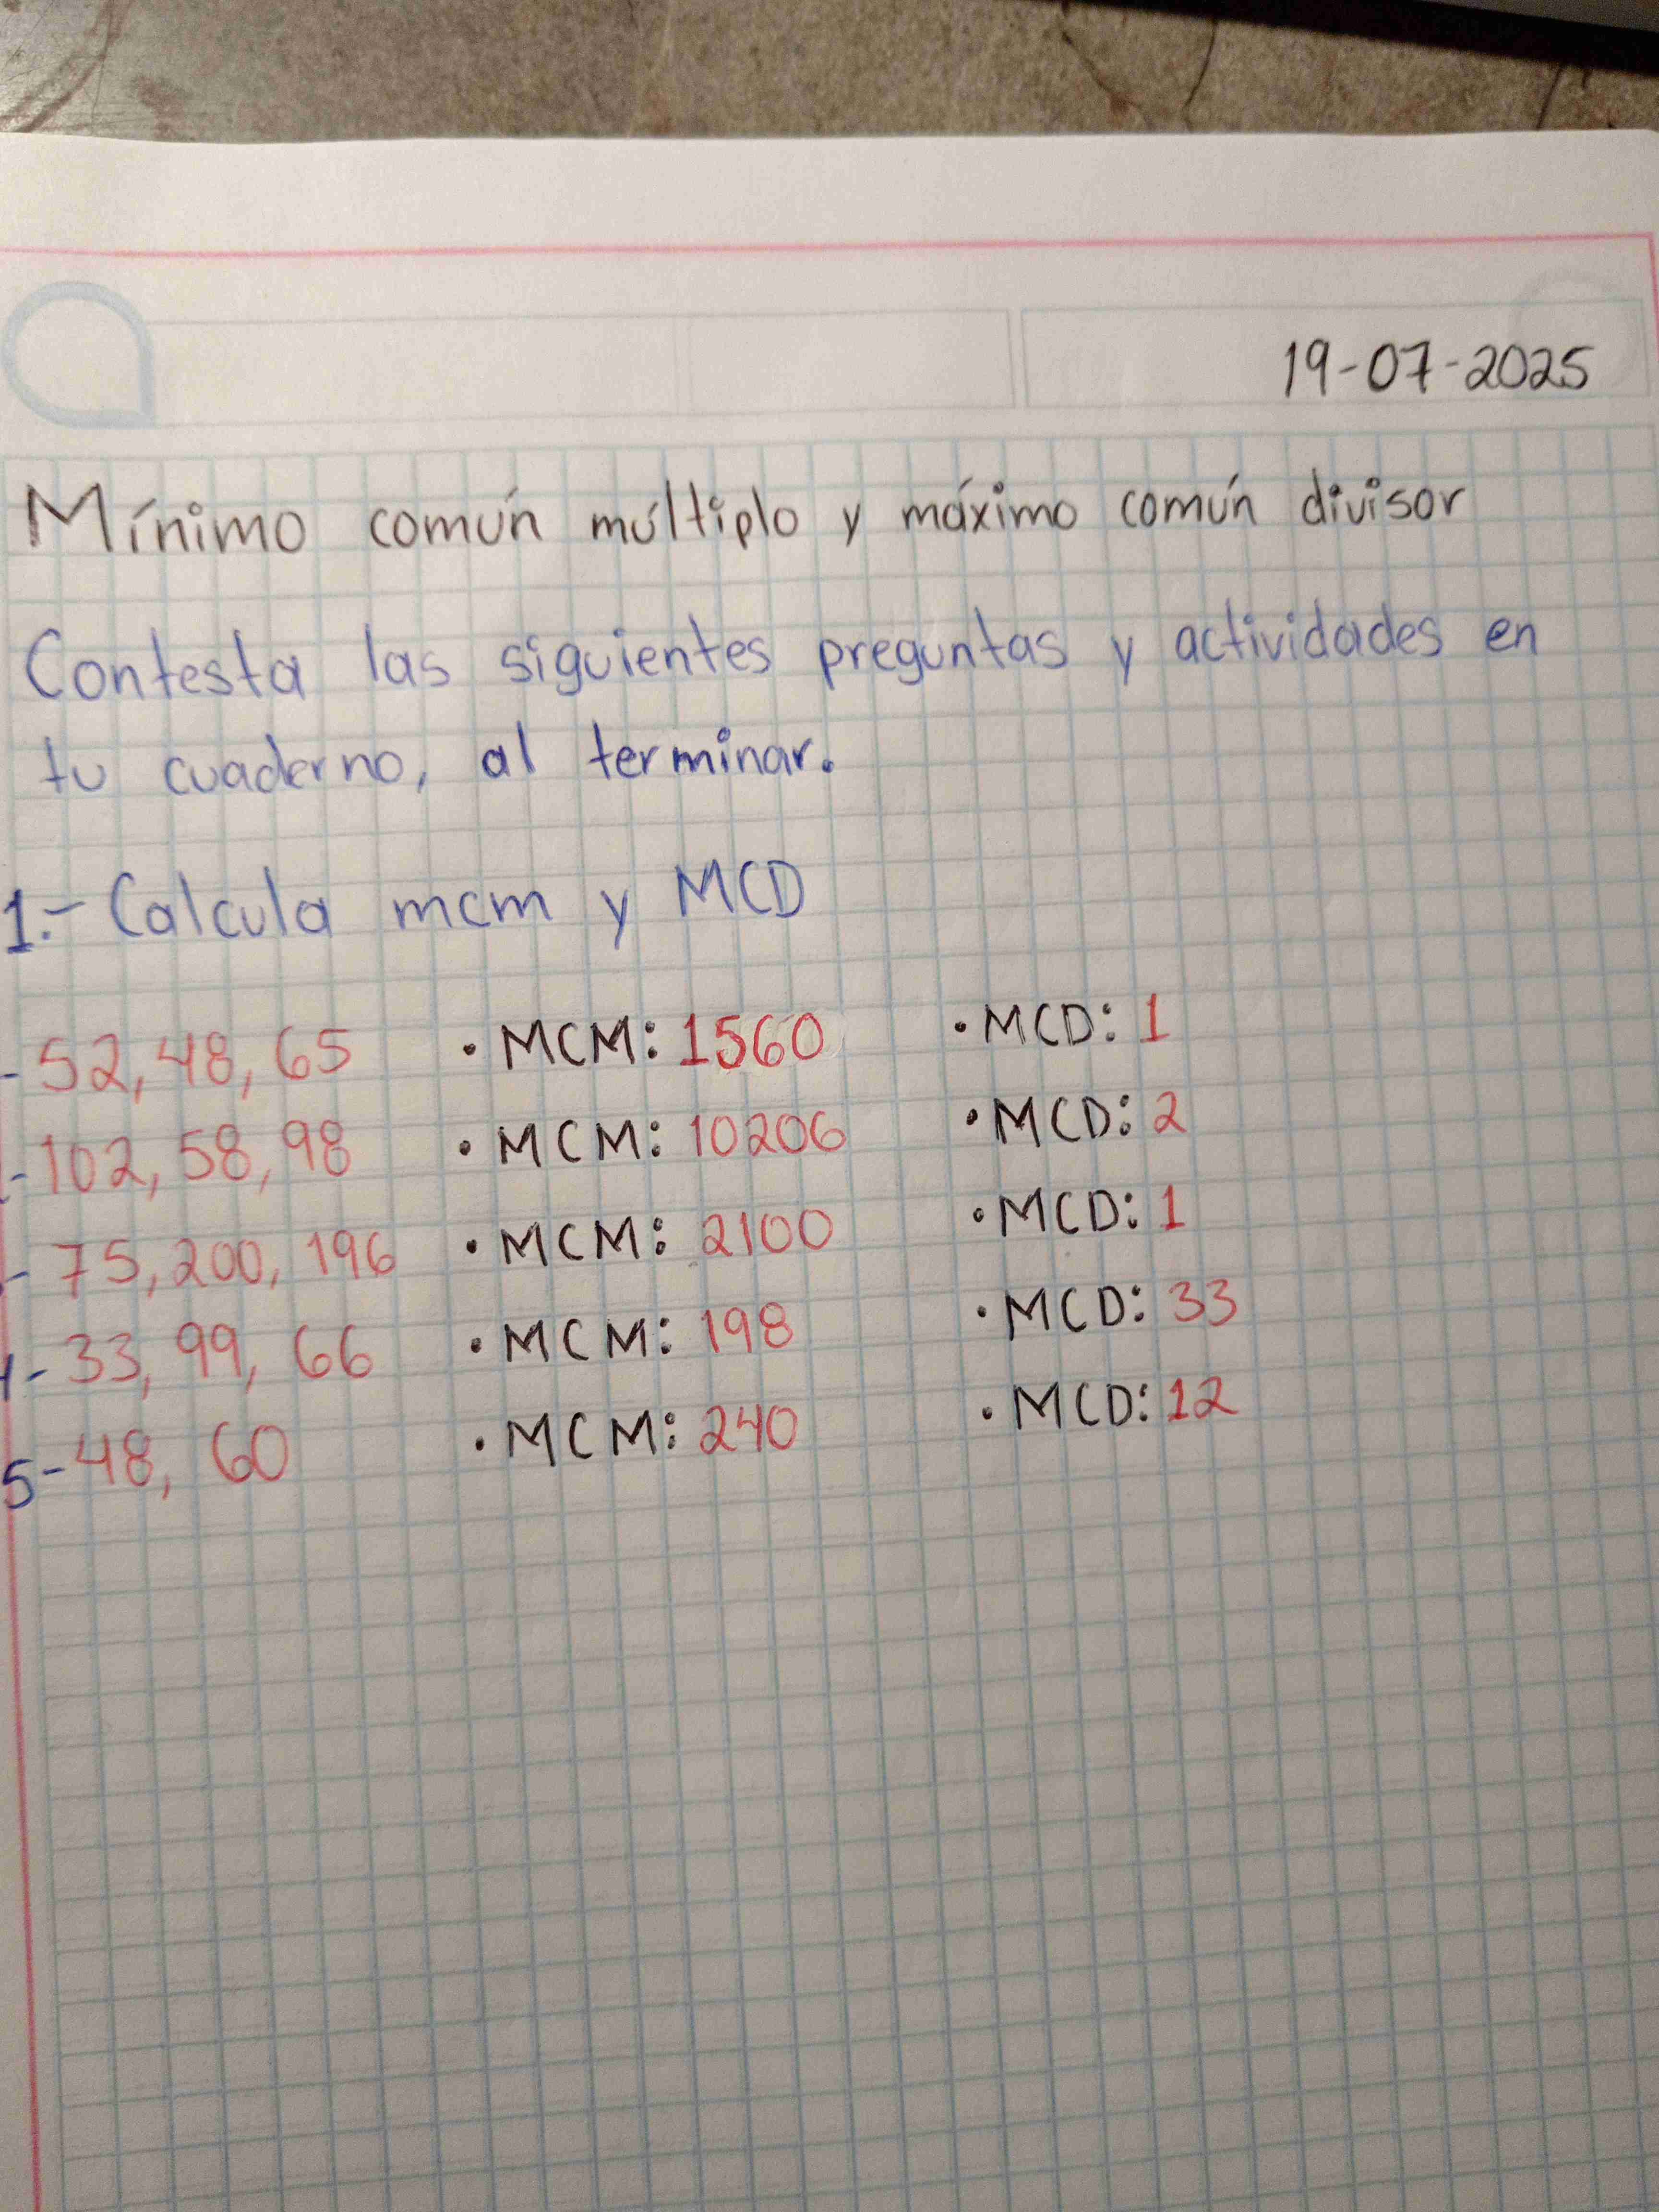 19-07-2025
Mínimo común múltiplo y máximo común divisor
Contesta las siguientes preguntas y actividades en
tu cuaderno, al terminar.
1.- Calcula mcm y MCD
- 52, 48, 65 • MCM: 1560 • MCD: 1
- 102, 58, 98 • MCM: 10206 • MCD: 2
- 75, 200, 196 • MCM: 2100 • MCD: 1
- 33, 99, 66 • MCM: 198 • MCD: 33
5- 48, 60 • MCM: 240 • MCD: 12